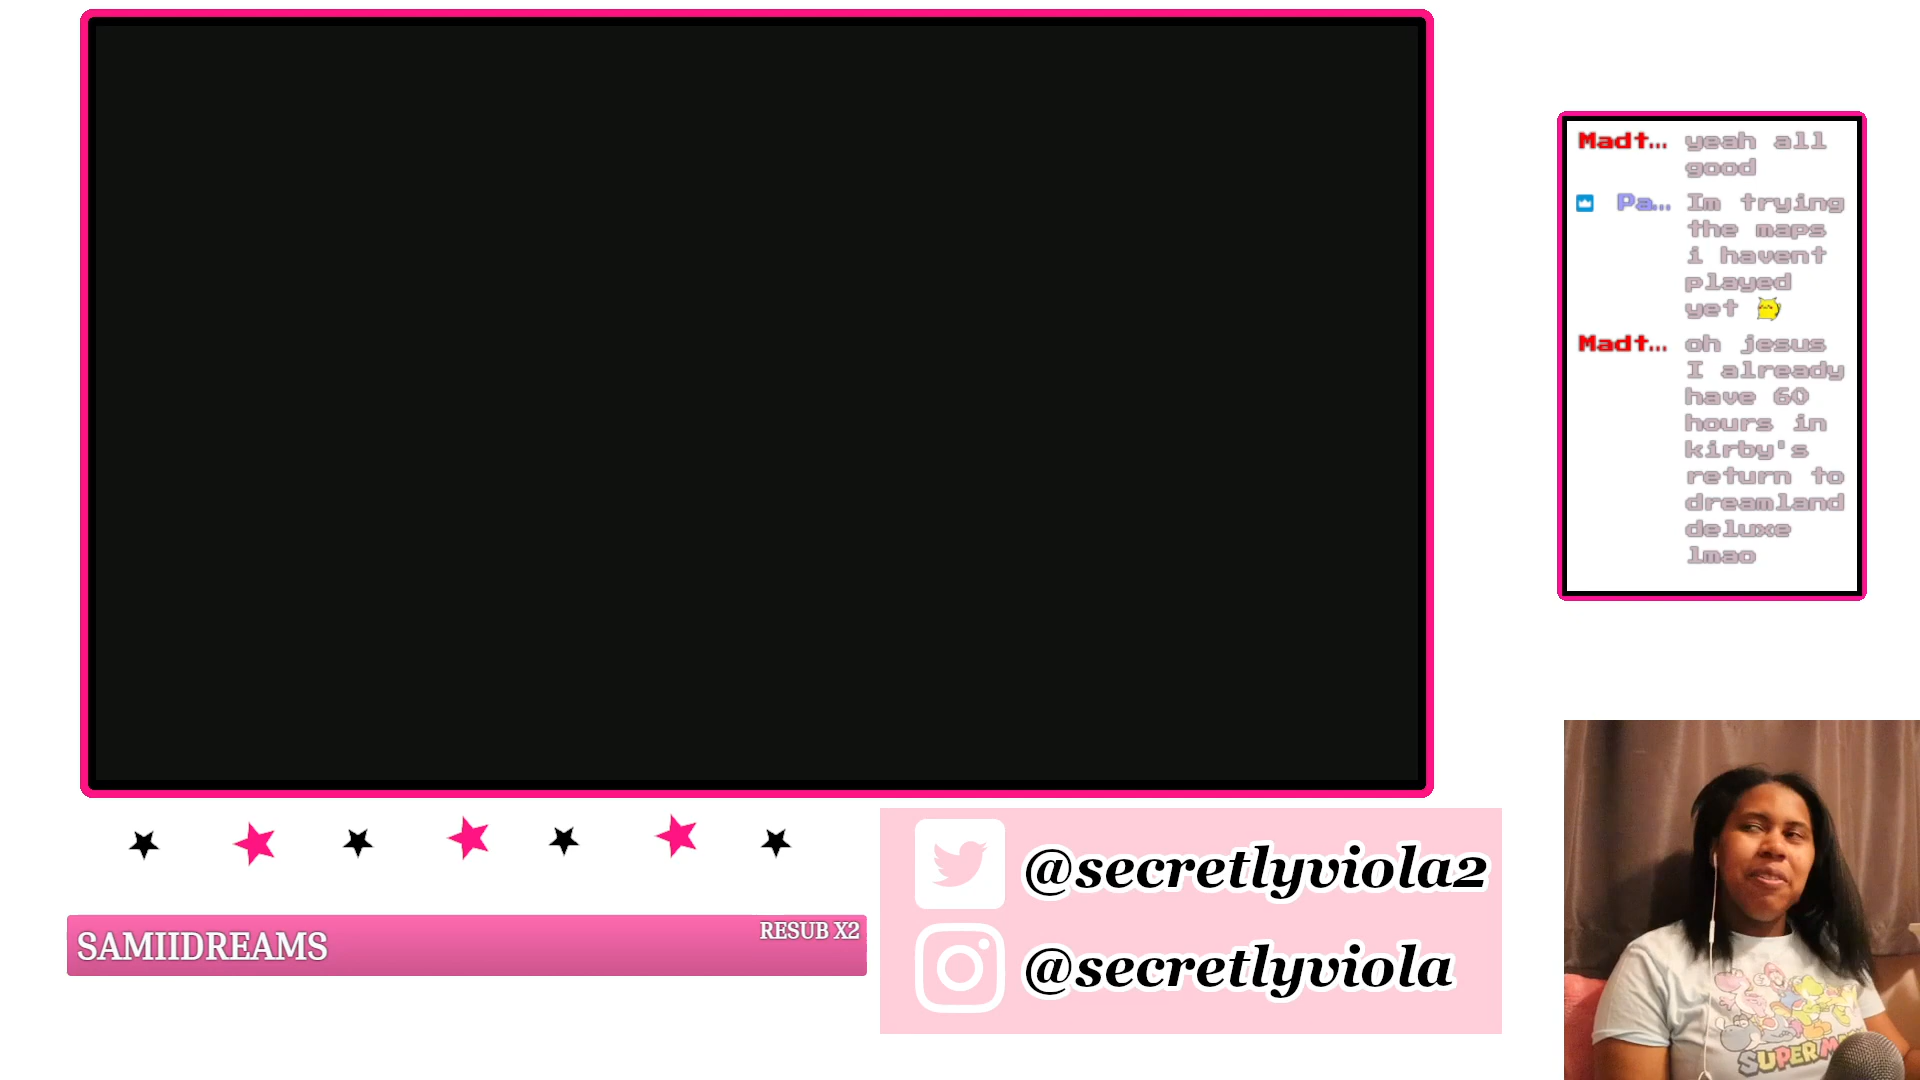 Madt... yeah all
good
Pa... Im trying
the maps
i havent
played
yet
Madt... oh jesus
I already
have 60
hours in
kirby's
return to
dreamland
deluxe
lmao
@secretlyviola2
@secretlyviola
SAMIIDREAMS
RESUB X2
SUPER M